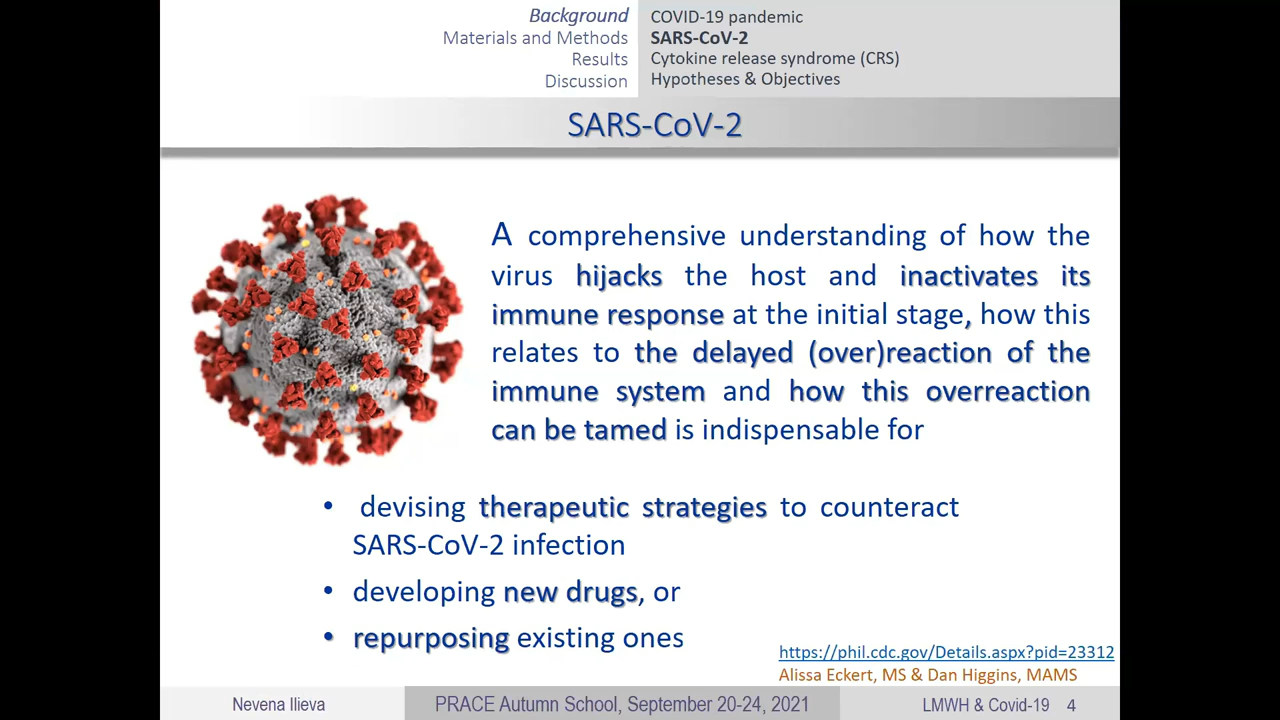 Background
Materials and Methods
Results
Discussion
COVID-19 pandemic
SARS-CoV-2
Cytokine release syndrome (CRS)
Hypotheses & Objectives
SARS-CoV-2
A comprehensive understanding of how the
virus hijacks the host and inactivates its
immune response at the initial stage, how this
relates to the delayed (over)reaction of the
immune system and how this overreaction
can be tamed is indispensable for
• devising therapeutic strategies to counteract
SARS-CoV-2 infection
• developing new drugs, or
• repurposing existing ones
https://phil.cdc.gov/Details.aspx?pid=23312
Alissa Eckert, MS & Dan Higgins, MAMS
Nevena Ilieva
PRACE Autumn School, September 20-24, 2021
LMWH & Covid-19 4